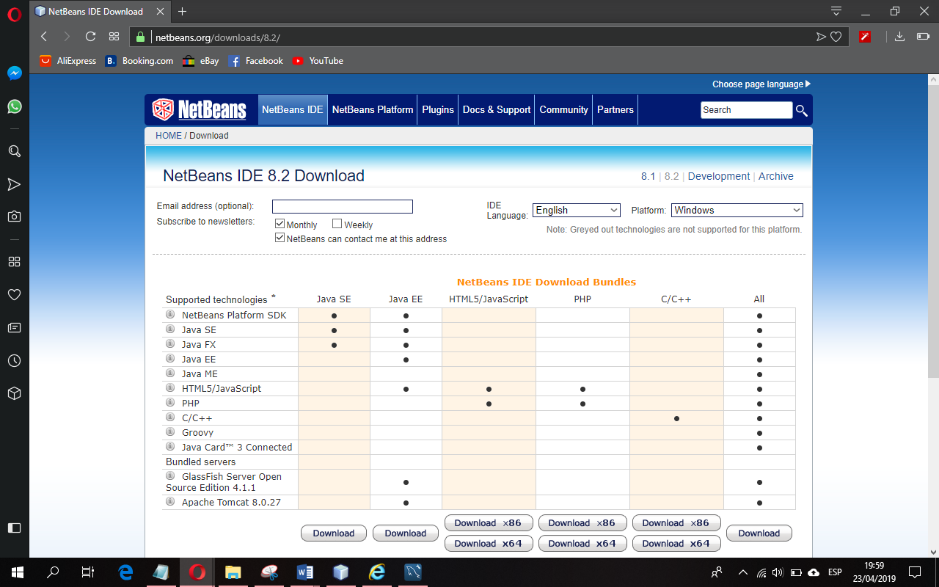 NetBeans IDE Download
netbeans.org/downloads/8.2/
AliExpress
Booking.com
eBay
Facebook
YouTube
Choose page language
NetBeans
NetBeans IDE
NetBeans Platform
Plugins
Docs & Support
Community
Partners
Search
HOME / Download
NetBeans IDE 8.2 Download
8.1 | 8.2 | Development | Archive
Email address (optional):
IDE Language:
English
Platform:
Windows
Subscribe to newsletters:
Monthly
Weekly
NetBeans can contact me at this address
Note: Greyed out technologies are not supported for this platform.
NetBeans IDE Download Bundles
Supported technologies * Java SE Java EE HTML5/JavaScript PHP C/C++ All
NetBeans Platform SDK
Java SE
Java FX
Java EE
Java ME
HTML5/JavaScript
PHP
C/C++
Groovy
Java Card™ 3 Connected
Bundled servers
GlassFish Server Open
Source Edition 4.1.1
Apache Tomcat 8.0.27
Download
Download
Download x86
Download x64
Download x86
Download x64
Download x86
Download x64
Download
ESP
19:59
23/04/2019